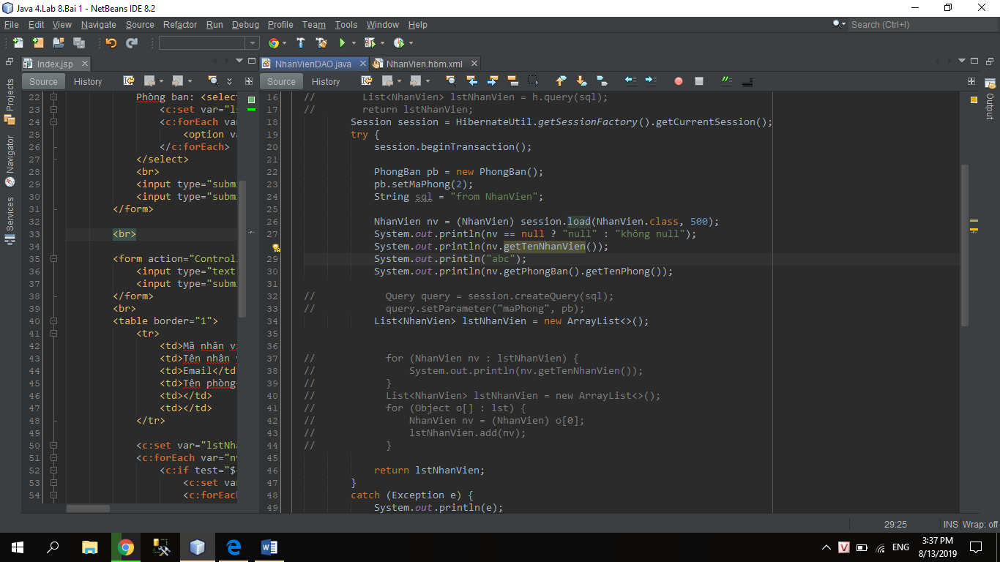 Java 4.Lab 8.Bai 1 - NetBeans IDE 8.2
File Edit View Navigate Source Refactor Run Debug Profile Team Tools Window Help
Search (Ctrl+I)
Index.jsp
NhanVienDAO.java
NhanVien.hbm.xml
Source History
Source History
Projects
Navigator
Services
Output
22 Phòng ban: <select
23 <c:set var="ls
24 <c:forEach va
25 <option va
26 </c:forEach>
27 </select>
28 <br>
29 <input type="submi
30 <input type="submi
31 </form>
32
33 <br>
34
35 <form action="Controll
36 <input type="text"
37 <input type="submi
38 </form>
39 <br>
40 <table border="1">
41 <tr>
42 <td>Mã nhân vi
43 <td>Tên nhân v
44 <td>Email</td
45 <td>Tên phòng<
46 <td></td>
47 <td></td>
48 </tr>
49
50 <c:set var="lstNha
51 <c:forEach var="nv
52 <c:if test="$
53 <c:set va
54 <c:forEach
16 // List<NhanVien> lstNhanVien = h.query(sql);
17 // return lstNhanVien;
18 Session session = HibernateUtil.getSessionFactory().getCurrentSession();
19 try {
20 session.beginTransaction();
21
22 PhongBan pb = new PhongBan();
23 pb.setMaPhong(2);
24 String sql = "from NhanVien";
25
26 NhanVien nv = (NhanVien) session.load(NhanVien.class, 500);
27 System.out.println(nv == null ? "null" : "không null");
System.out.println(nv.getTenNhanVien());
29 System.out.println("abc");
30 System.out.println(nv.getPhongBan().getTenPhong());
31
32 // Query query = session.createQuery(sql);
33 // query.setParameter("maPhong", pb);
34 List<NhanVien> lstNhanVien = new ArrayList<>();
35
36
37 // for (NhanVien nv : lstNhanVien) {
38 // System.out.println(nv.getTenNhanVien());
39 // }
40 // List<NhanVien> lstNhanVien = new ArrayList<>();
41 // for (Object o[] : lst) {
42 // NhanVien nv = (NhanVien) o[0];
43 // lstNhanVien.add(nv);
44 // }
45
46 return lstNhanVien;
47 }
48 catch (Exception e) {
49 System.out.println(e);
29:25 INS Wrap: off
ENG
3:37 PM
8/13/2019